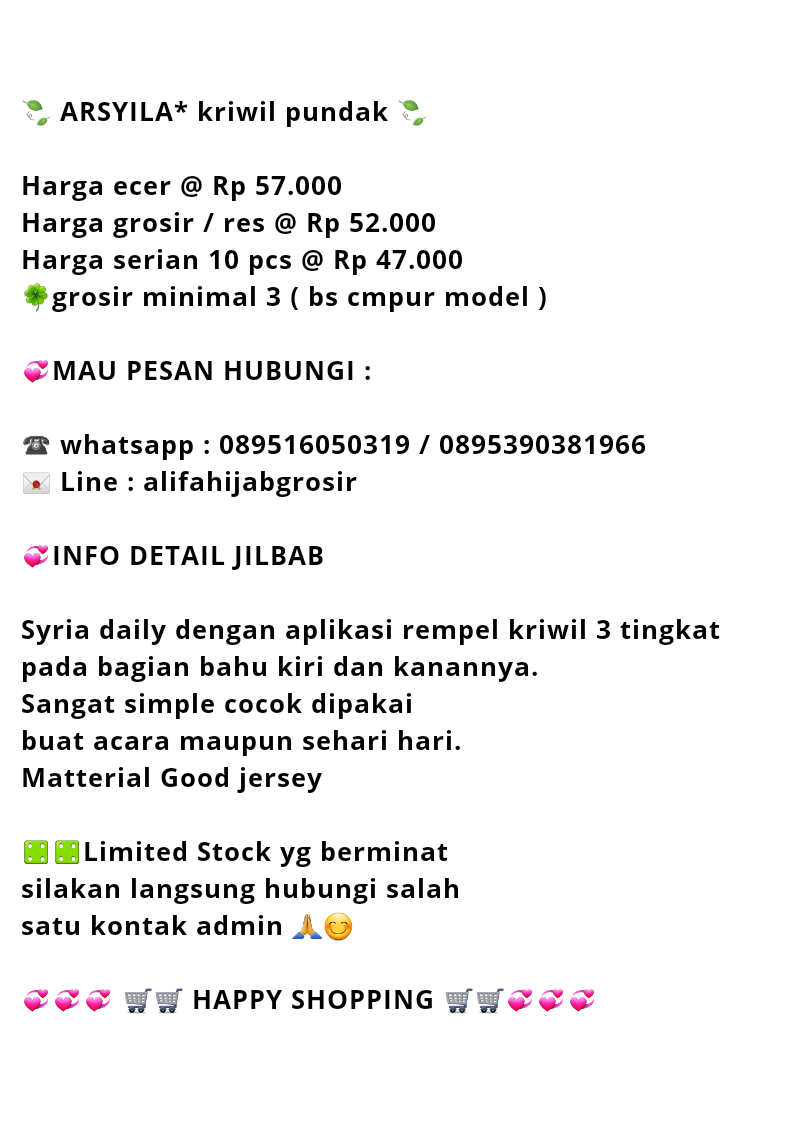 🍃 ARSYILA* kriwil pundak 🍃
Harga ecer @ Rp 57.000
Harga grosir / res @ Rp 52.000
Harga serian 10 pcs @ Rp 47.000
🍀grosir minimal 3 ( bs cmpur model )
💞MAU PESAN HUBUNGI :
☎ whatsapp : 089516050319 / 0895390381966
💌 Line : alifahijabgrosir
💞INFO DETAIL JILBAB
Syria daily dengan aplikasi rempel kriwil 3 tingkat
pada bagian bahu kiri dan kanannya.
Sangat simple cocok dipakai
buat acara maupun sehari hari.
Matterial Good jersey
Limited Stock yg berminat
silakan langsung hubungi salah
satu kontak admin 🙏😊
💞💞💞 🛒🛒 HAPPY SHOPPING 🛒🛒💞💞💞